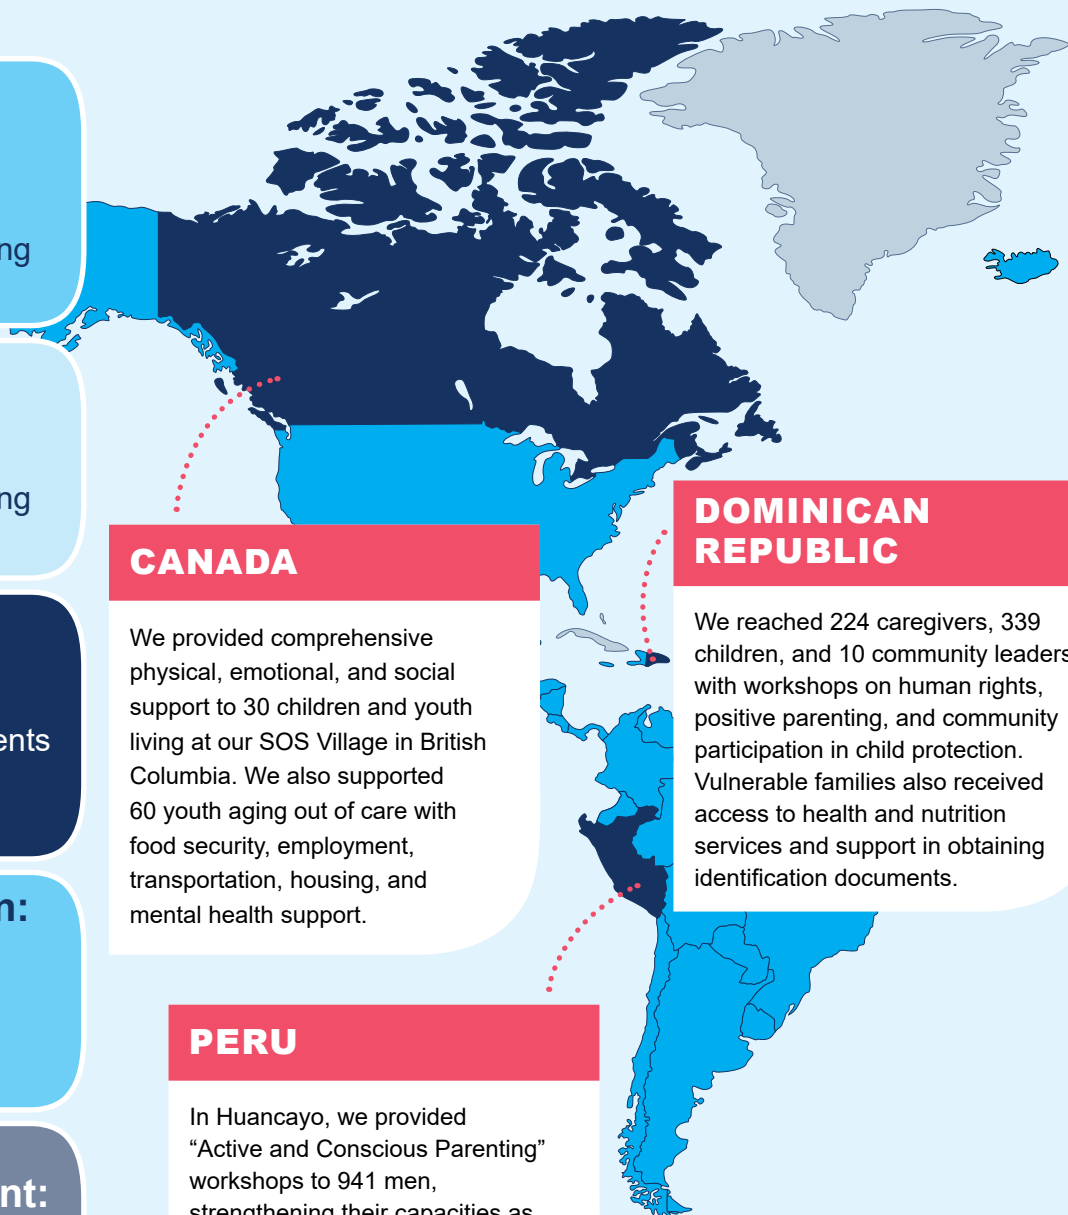 ng
ng
ents
n:
nt:
CANADA
We provided comprehensive
physical, emotional, and social
support to 30 children and youth
living at our SOS Village in British
Columbia. We also supported
60 youth aging out of care with
food security, employment,
transportation, housing, and
mental health support.
DOMINICAN
REPUBLIC
We reached 224 caregivers, 339
children, and 10 community leaders
with workshops on human rights,
positive parenting, and community
participation in child protection.
Vulnerable families also received
access to health and nutrition
services and support in obtaining
identification documents.
PERU
In Huancayo, we provided
“Active and Conscious Parenting”
workshops to 941 men,
strengthening their capacities as